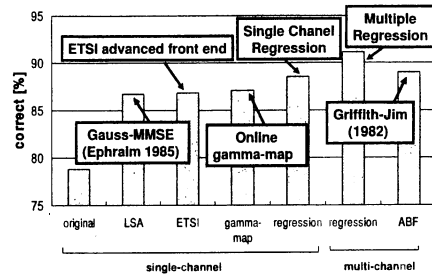 Single Chanel
Regression
Multiple
Regression
ETSI advanced front end
correct [%]
95
90
85
80
75
Gauss-MMSE
(Ephraim 1985)
Online
gamma-map
Griffith-Jim
(1982)
original
LSA
ETSI
gamma-
map
regression
regression
ABF
single-channel
multi-channel